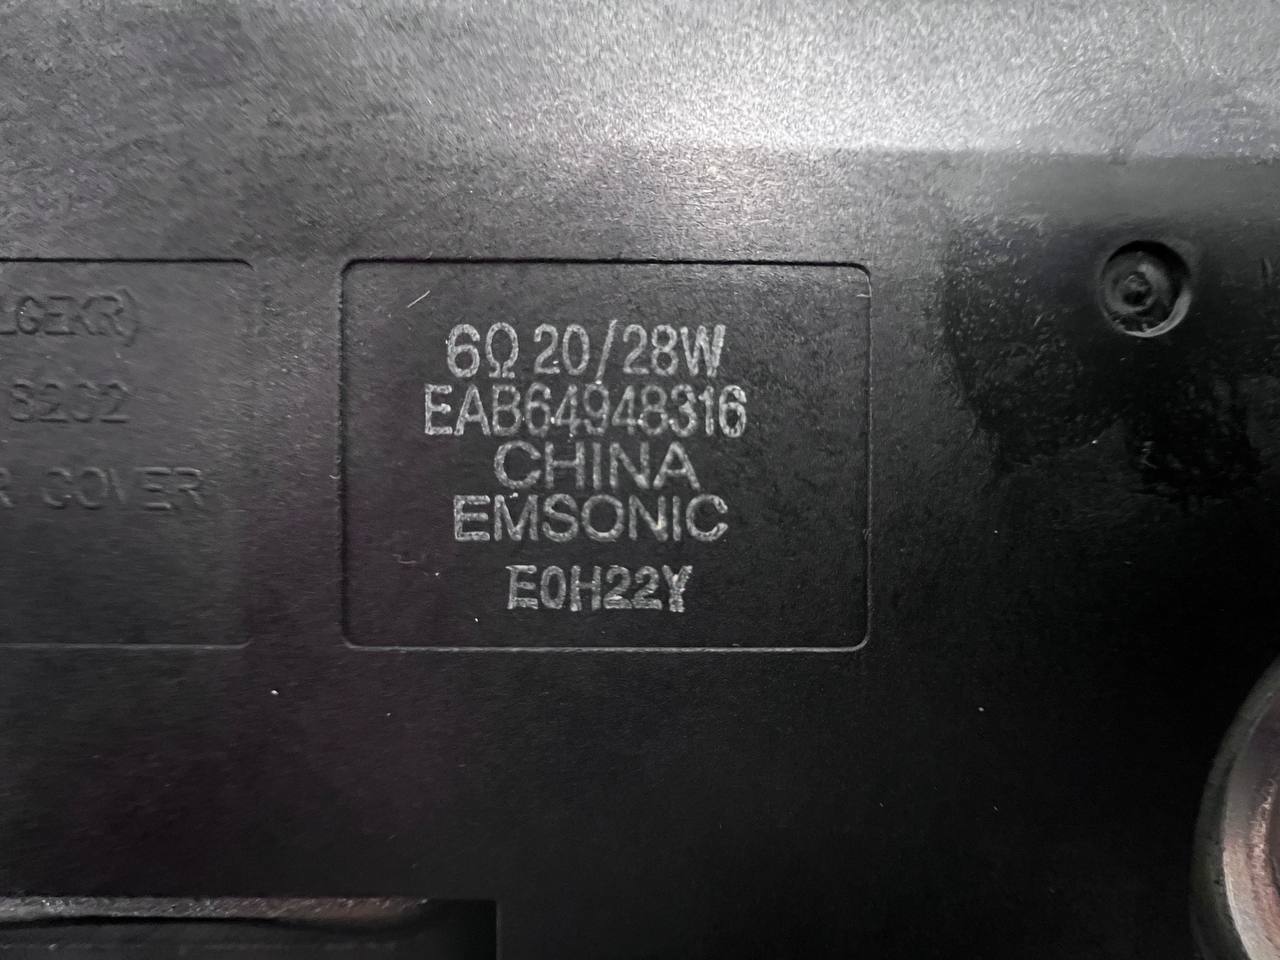 LGEKR)
8202
R COVER
6Ω 20/28W
EAB64948316
CHINA
EMSONIC
E0H22Y